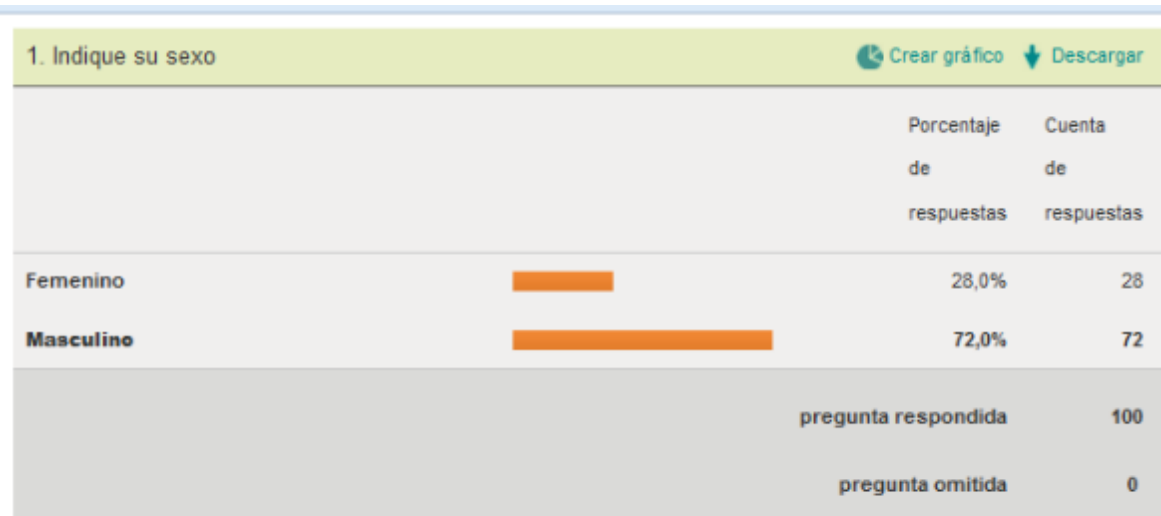 1. Indique su sexo Crear gráfico Descargar
Porcentaje Cuenta
de de
respuestas respuestas
Femenino 28,0% 28
Masculino 72,0% 72
pregunta respondida 100
pregunta omitida 0